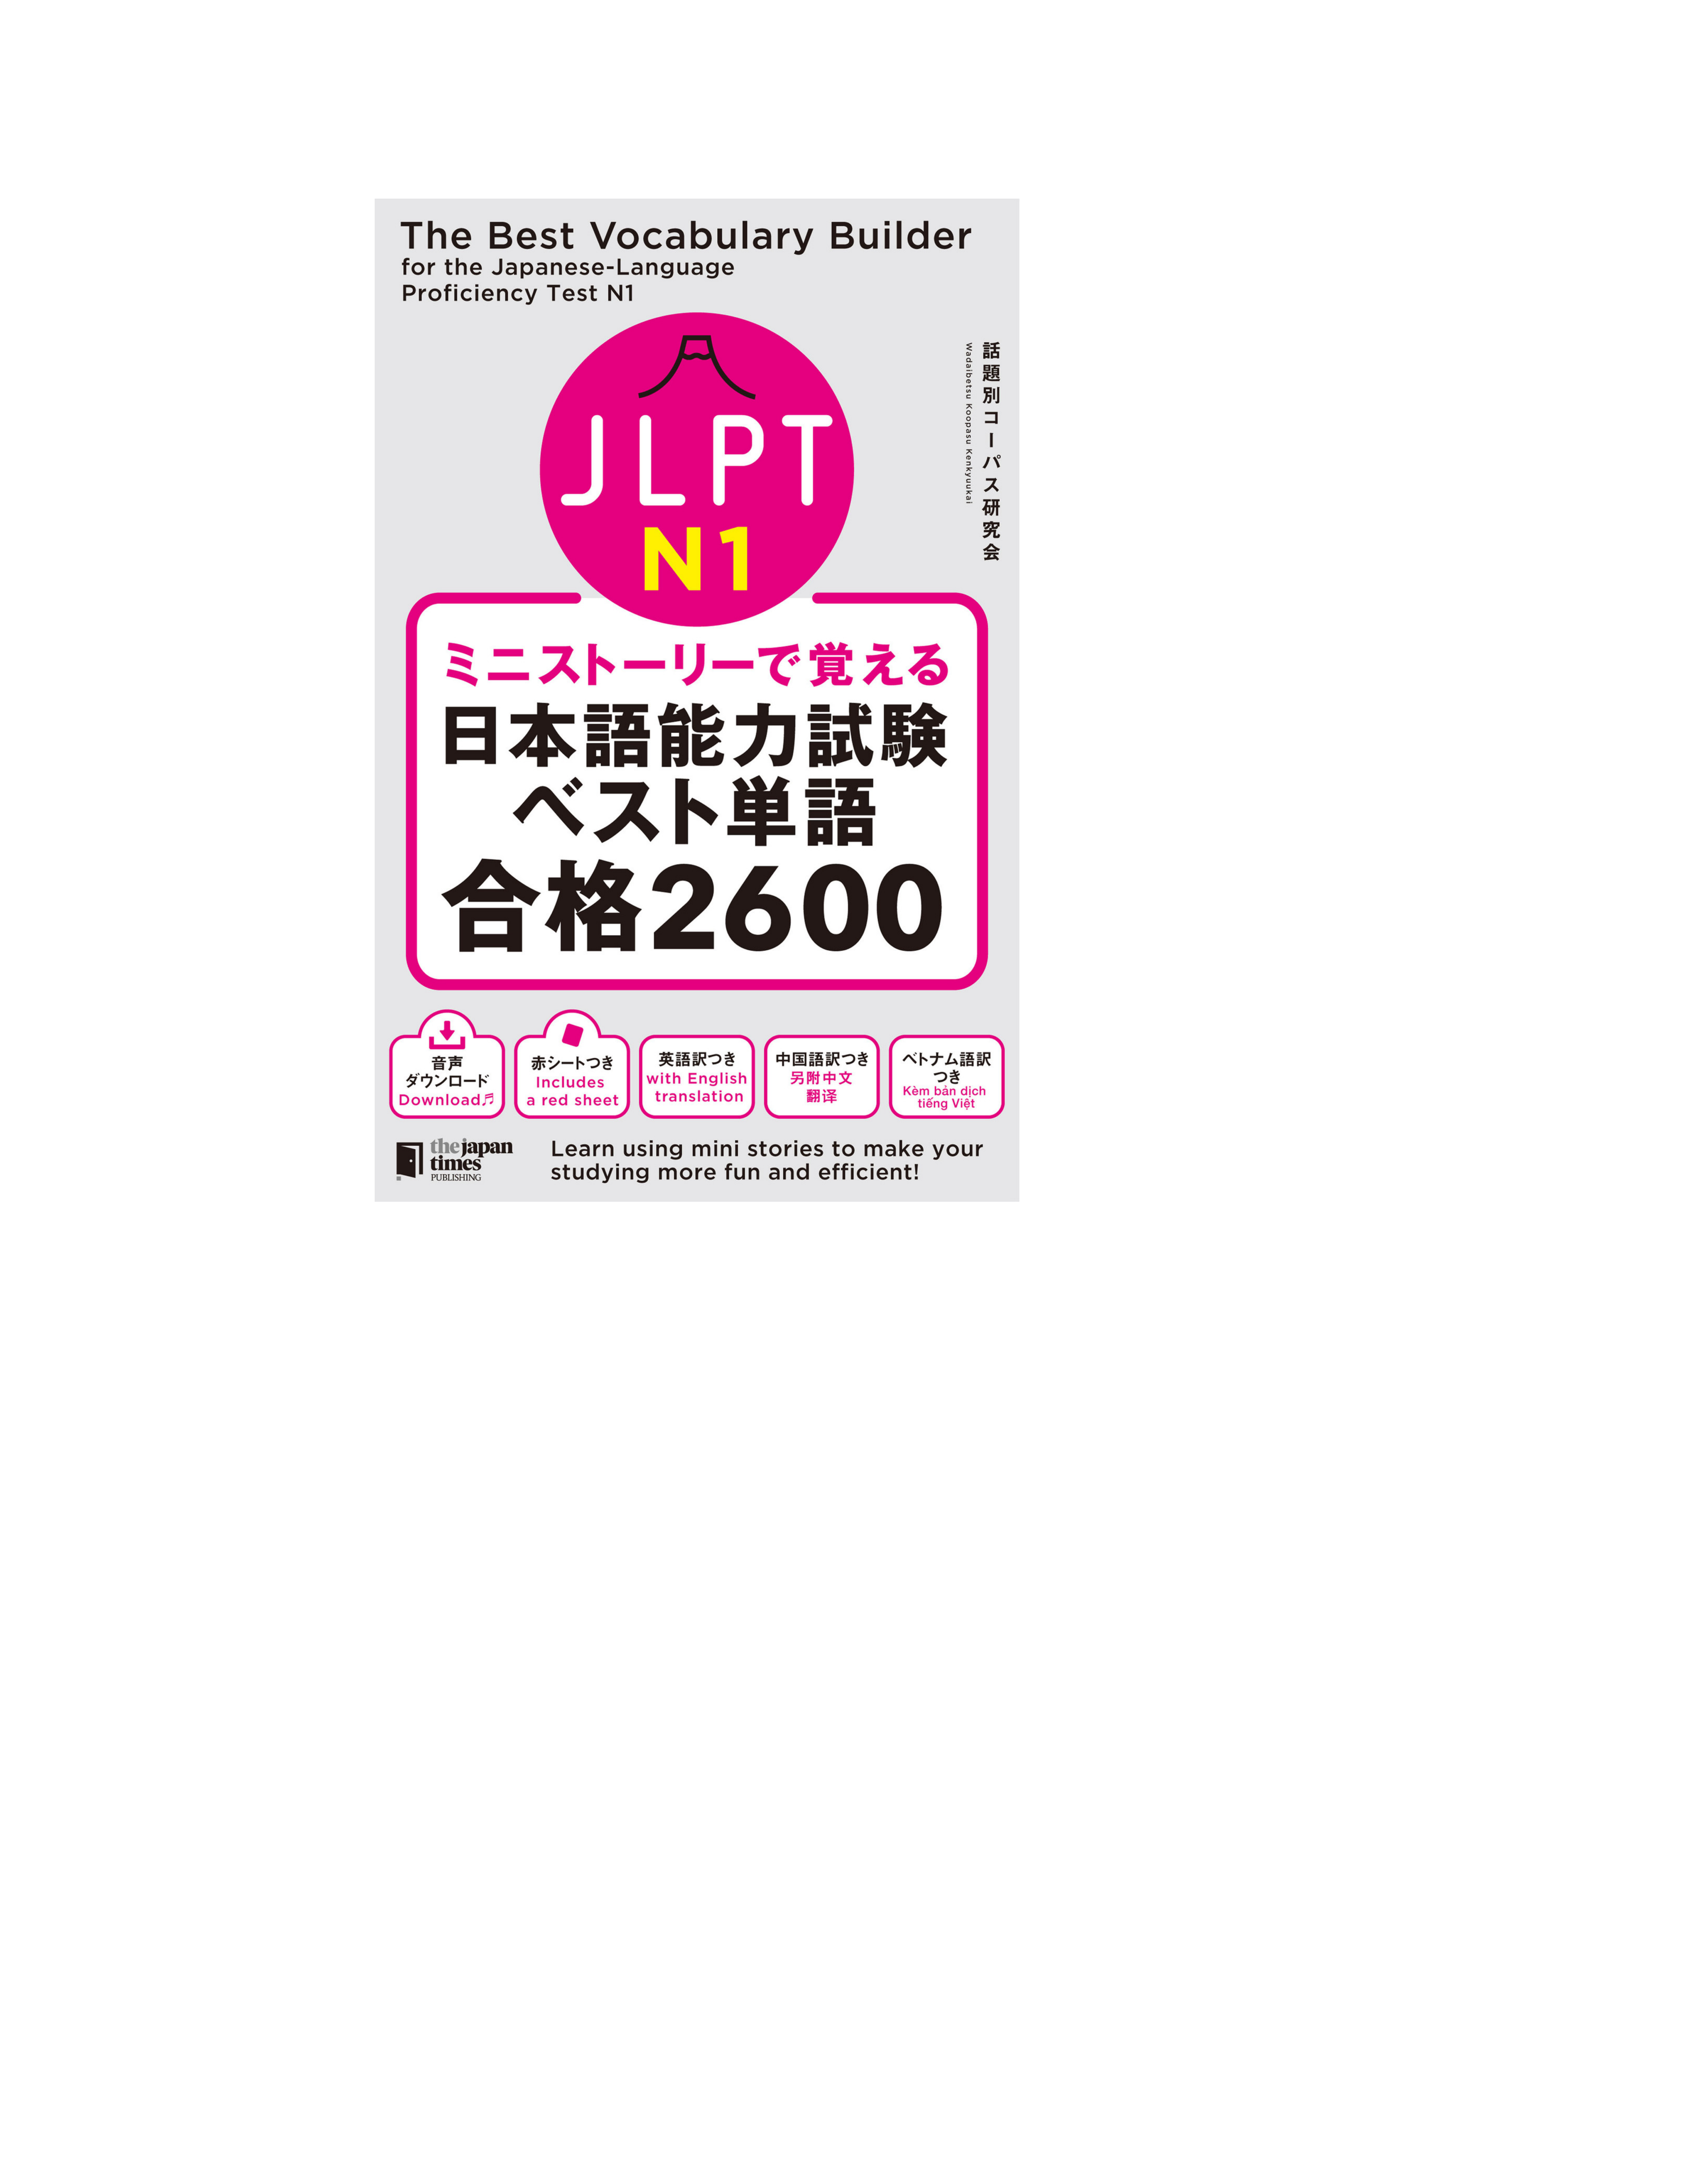 The Best Vocabulary Builder
for the Japanese-Language
Proficiency Test N1
話題別コーパス研究会
Wadaibetsu Koopasu Kenkyuukai
JLPT
N1
ミニストーリーで覚える
日本語能力試験
ベスト単語
合格2600
音声
ダウンロード
Download♬
赤シートつき
Includes
a red sheet
英語訳つき
with English
translation
中国語訳つき
另附中文
翻译
ベトナム語訳
つき
Kèm bản dịch
tiếng Việt
the japan
times
PUBLISHING
Learn using mini stories to make your
studying more fun and efficient!